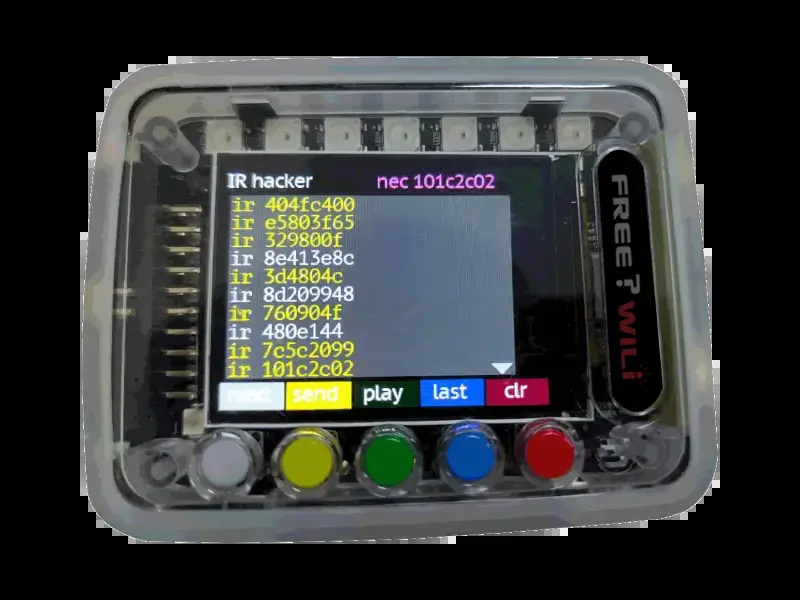 IR hacker nec 101c2c02
ir 404fc400
ir e5803f65
ir 329800f
ir 8e413e8c
ir 3d4804c
ir 8d209948
ir 760904f
ir 480e144
ir 7c5c2099
ir 101c2c02
next send play last clr
FREE?WILi